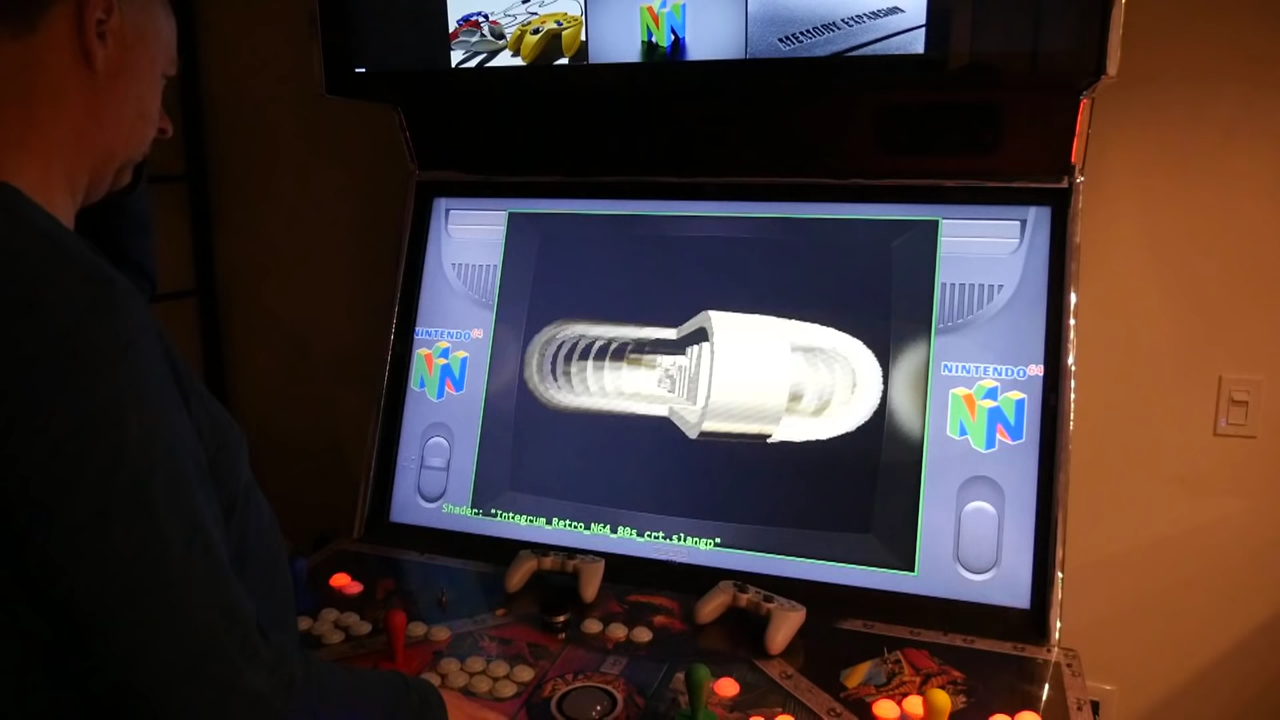 MEMORY EXPANSION
NINTENDO64
NINTENDO64
Shader: "Integrum_Retro_N64_80s_crt.slangp"